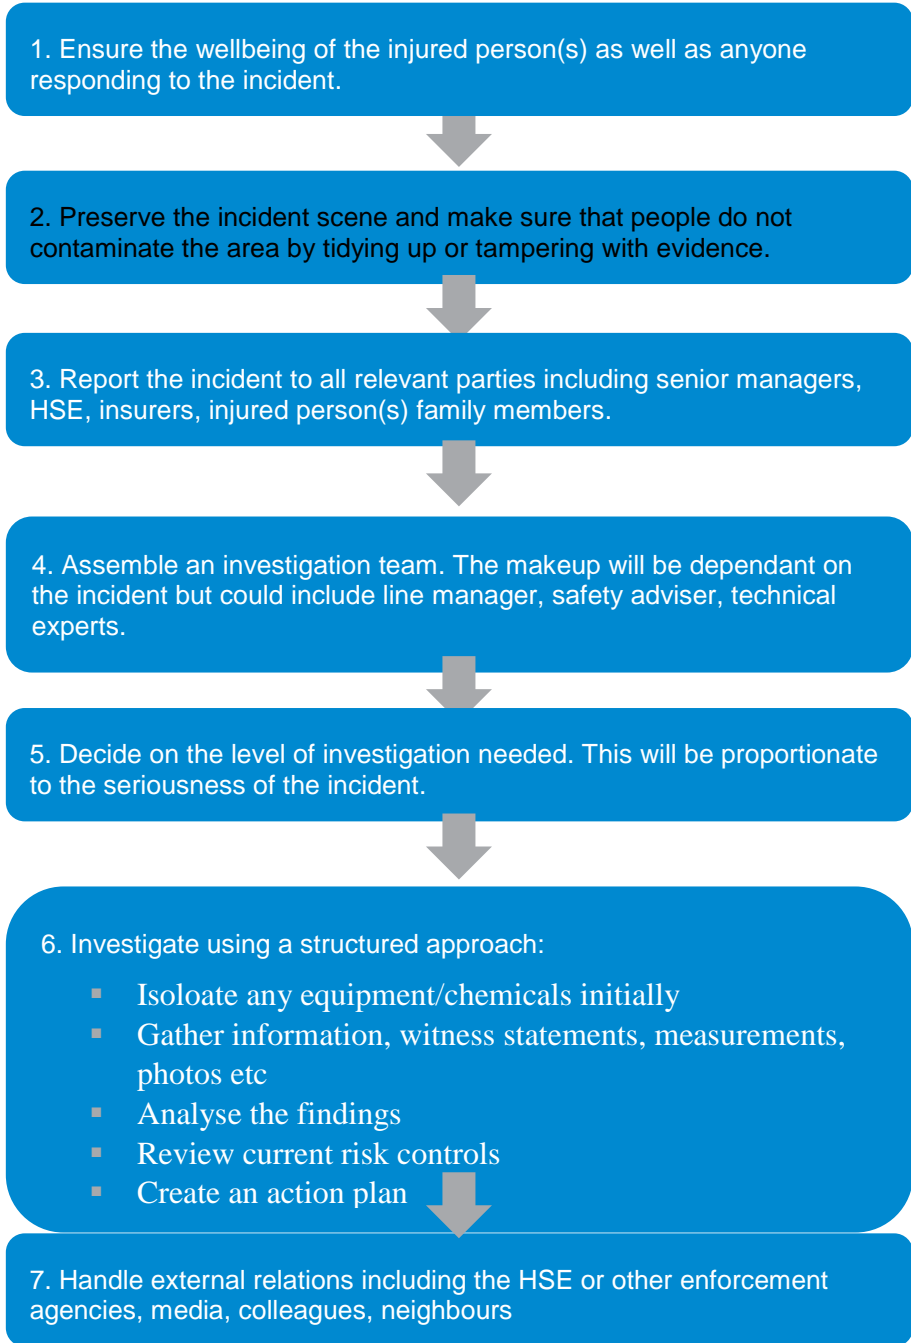 1. Ensure the wellbeing of the injured person(s) as well as anyone
responding to the incident.
2. Preserve the incident scene and make sure that people do not
contaminate the area by tidying up or tampering with evidence.
3. Report the incident to all relevant parties including senior managers,
HSE, insurers, injured person(s) family members.
4. Assemble an investigation team. The makeup will be dependant on
the incident but could include line manager, safety adviser, technical
experts.
5. Decide on the level of investigation needed. This will be proportionate
to the seriousness of the incident.
6. Investigate using a structured approach:
▪ Isoloate any equipment/chemicals initially
▪ Gather information, witness statements, measurements,
photos etc
▪ Analyse the findings
▪ Review current risk controls
▪ Create an action plan
7. Handle external relations including the HSE or other enforcement
agencies, media, colleagues, neighbours